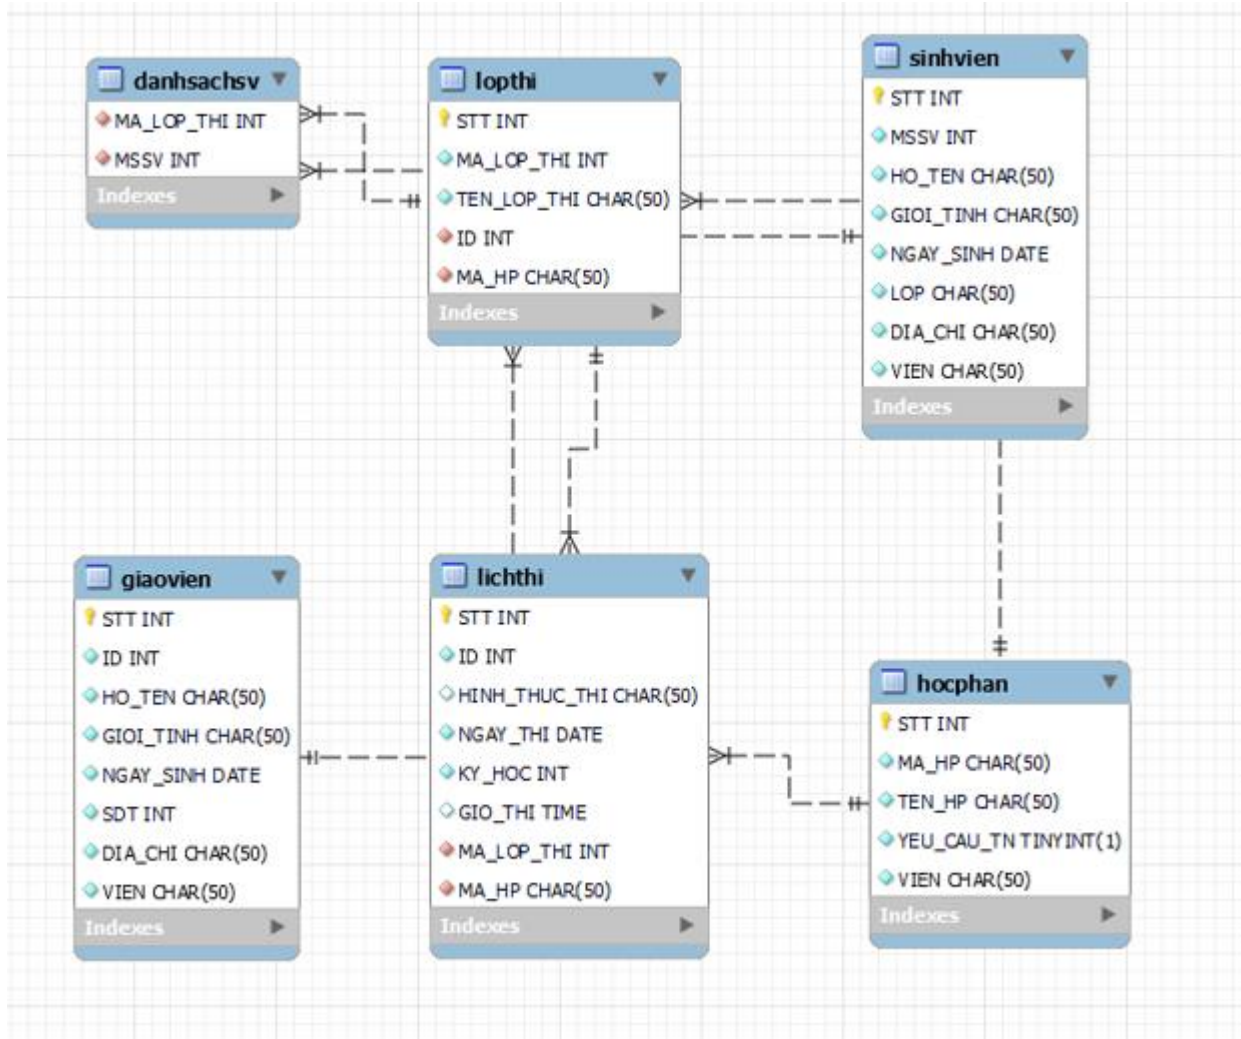 danhsachsv
MA_LOP_THI INT
MSSV INT
Indexes
lopthi
STT INT
MA_LOP_THI INT
TEN_LOP_THI CHAR(50)
ID INT
MA_HP CHAR(50)
Indexes
sinhvien
STT INT
MSSV INT
HO_TEN CHAR(50)
GIOI_TINH CHAR(50)
NGAY_SINH DATE
LOP CHAR(50)
DIA_CHI CHAR(50)
VIEN CHAR(50)
Indexes
giaovien
STT INT
ID INT
HO_TEN CHAR(50)
GIOI_TINH CHAR(50)
NGAY_SINH DATE
SDT INT
DIA_CHI CHAR(50)
VIEN CHAR(50)
Indexes
lichthi
STT INT
ID INT
HINH_THUC_THI CHAR(50)
NGAY_THI DATE
KY_HOC INT
GIO_THI TIME
MA_LOP_THI INT
MA_HP CHAR(50)
Indexes
hocphan
STT INT
MA_HP CHAR(50)
TEN_HP CHAR(50)
YEU_CAU_TN TINYINT(1)
VIEN CHAR(50)
Indexes